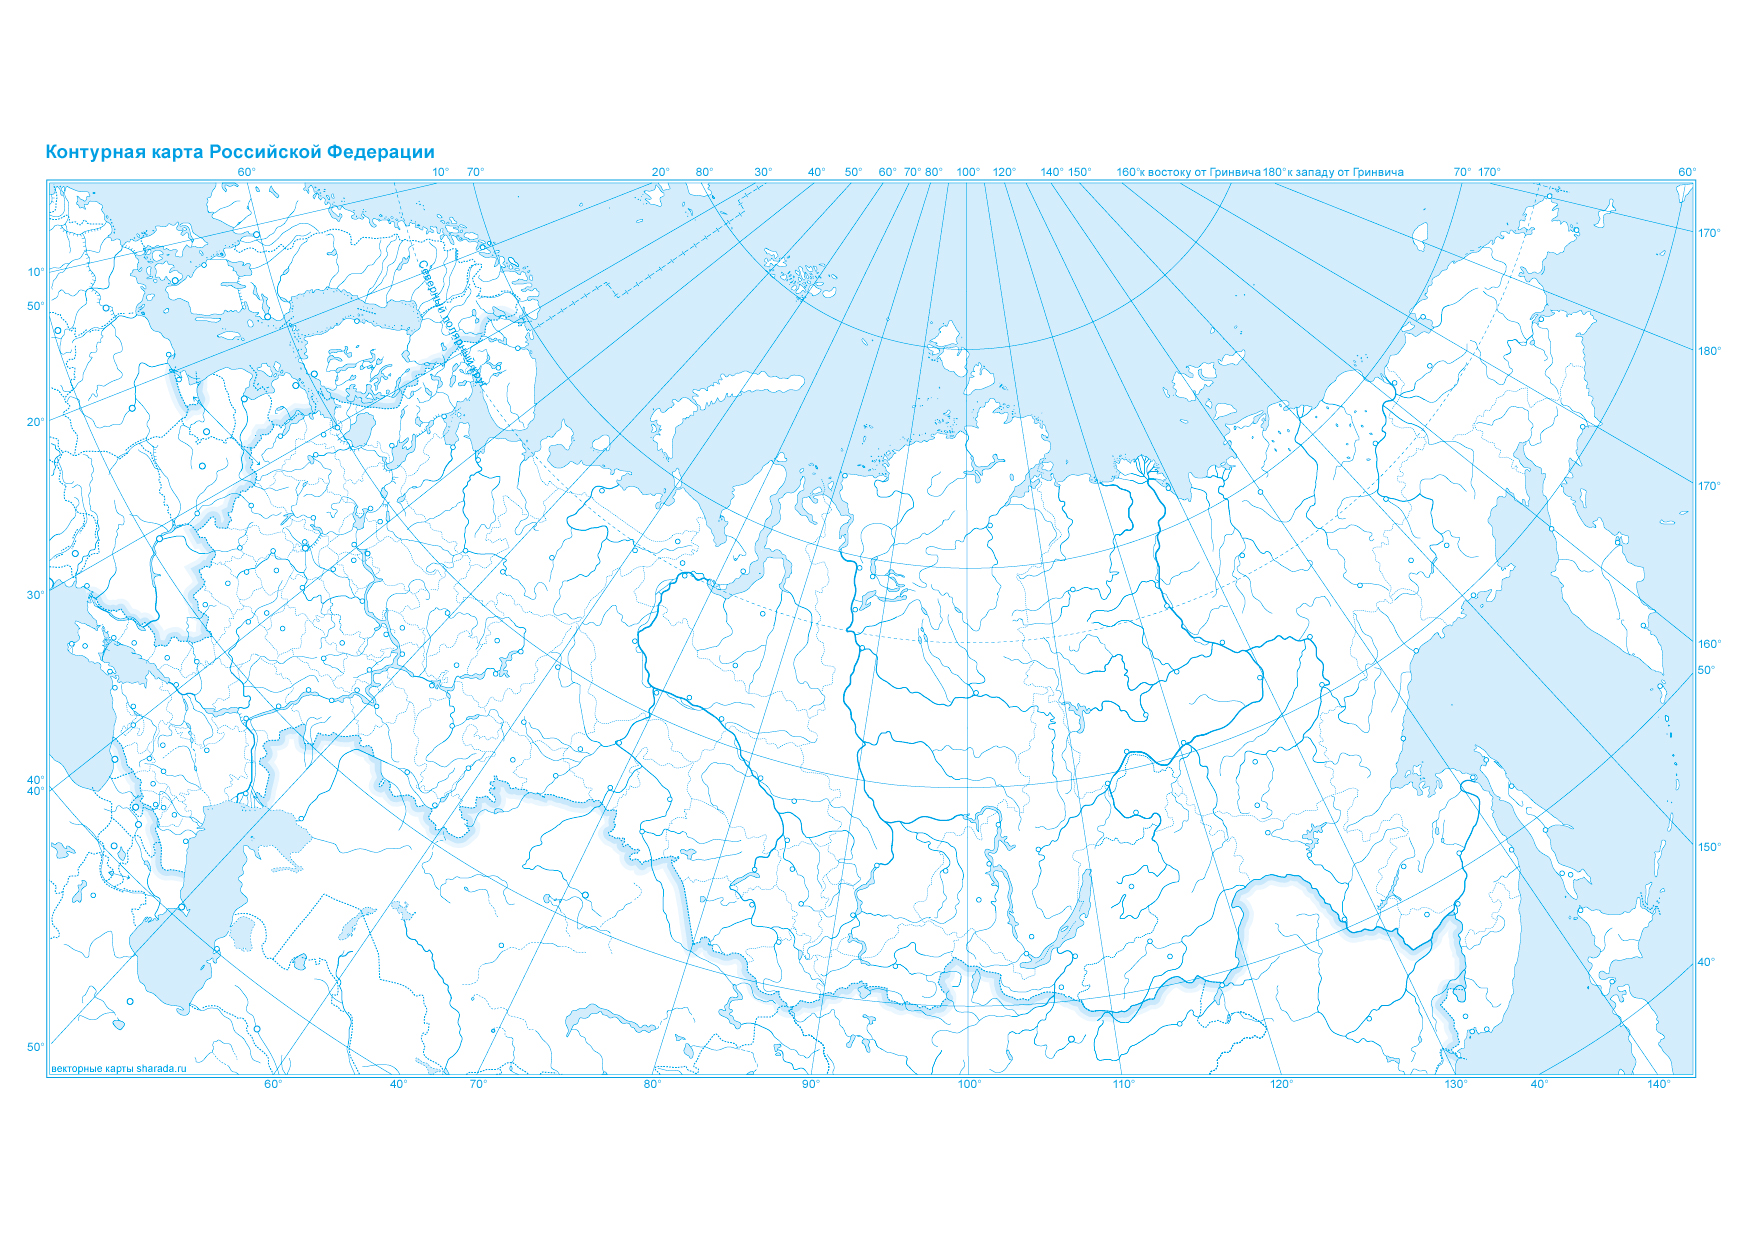 Контурная карта Российской Федерации
60° 10° 70° 20° 80° 30° 40° 50° 60° 70° 80° 100° 120° 140° 150° 160°к востоку от Гринвича 180°к западу от Гринвича 70° 170° 60°
170°
Северный полярный круг
10°
50°
180°
20°
170°
30°
160°
50°
40°
40°
150°
40°
50°
векторные карты sharada.ru
60° 40° 70° 80° 90° 100° 110° 120° 130° 40° 140°